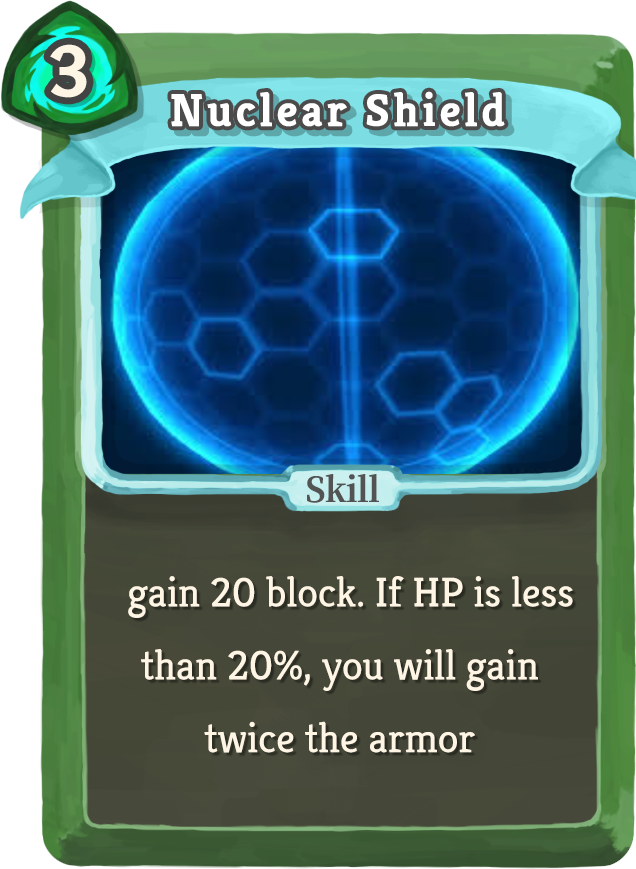 3
Nuclear Shield
Skill
gain 20 block. If HP is less
than 20%, you will gain
twice the armor